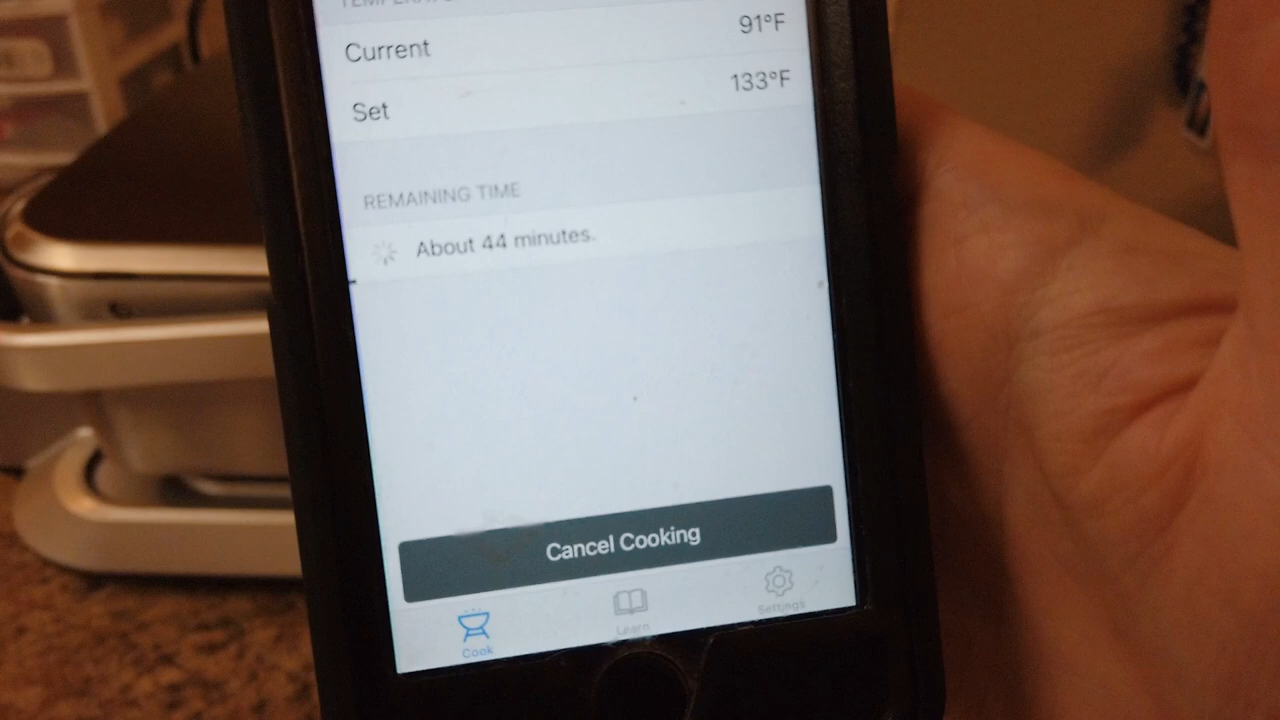 Current 91°F
Set 133°F
REMAINING TIME
About 44 minutes.
Cancel Cooking
Cook Learn Settings